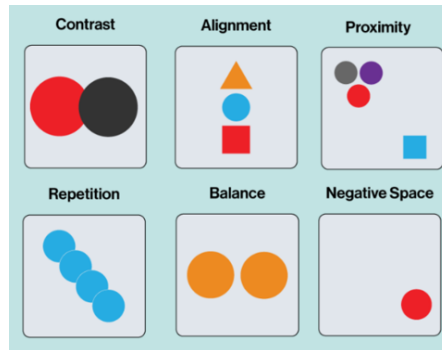 Contrast
Alignment
Proximity
Repetition
Balance
Negative Space